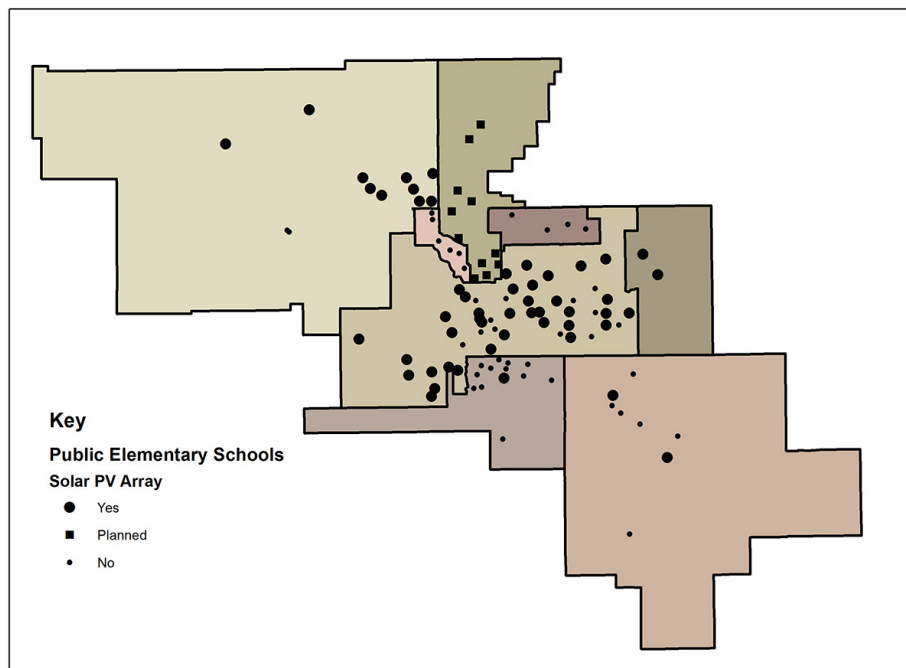 Key
Public Elementary Schools
Solar PV Array
Yes
Planned
No